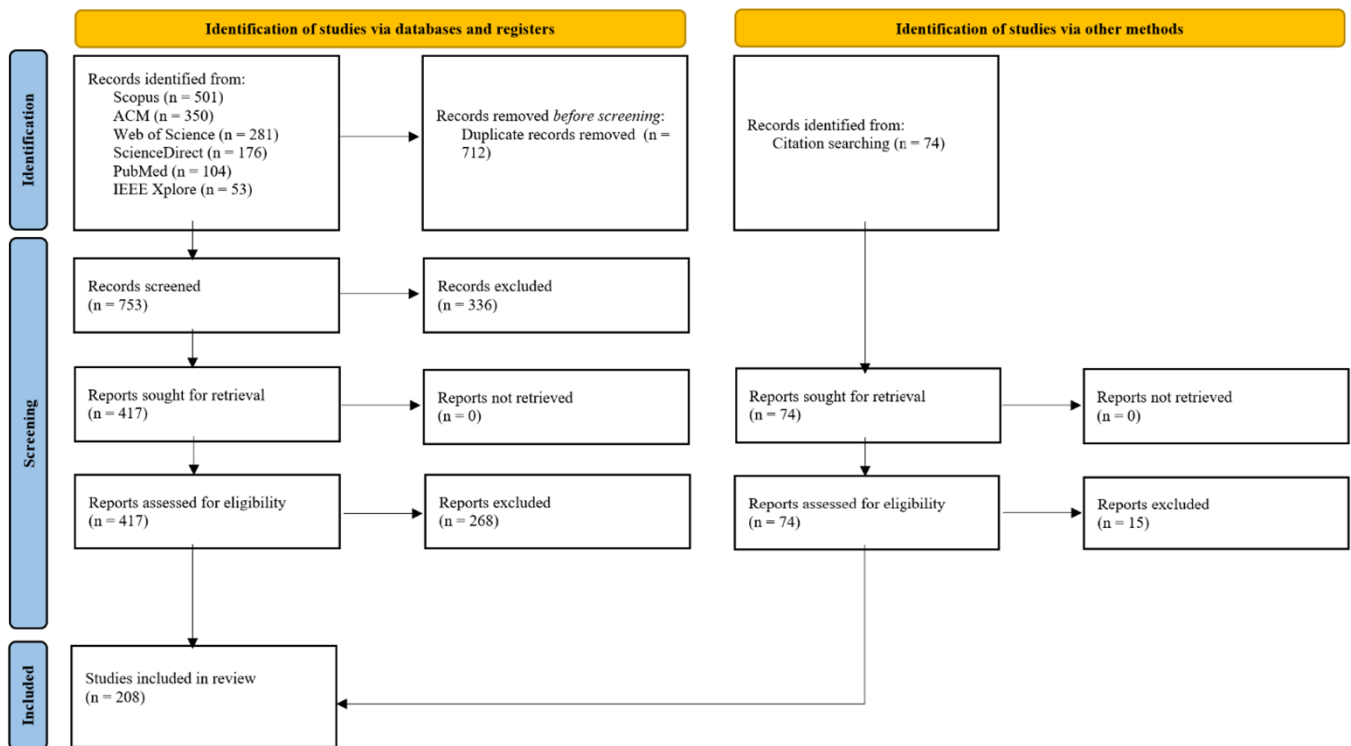 Identification of studies via databases and registers
Identification of studies via other methods
Identification
Records identified from:
Scopus (n = 501)
ACM (n = 350)
Web of Science (n = 281)
ScienceDirect (n = 176)
PubMed (n = 104)
IEEE Xplore (n = 53)
Records removed before screening:
Duplicate records removed (n =
712)
Records identified from:
Citation searching (n = 74)
Screening
Records screened
(n = 753)
Records excluded
(n = 336)
Reports sought for retrieval
(n = 417)
Reports not retrieved
(n = 0)
Reports sought for retrieval
(n = 74)
Reports not retrieved
(n = 0)
Reports assessed for eligibility
(n = 417)
Reports excluded
(n = 268)
Reports assessed for eligibility
(n = 74)
Reports excluded
(n = 15)
Included
Studies included in review
(n = 208)